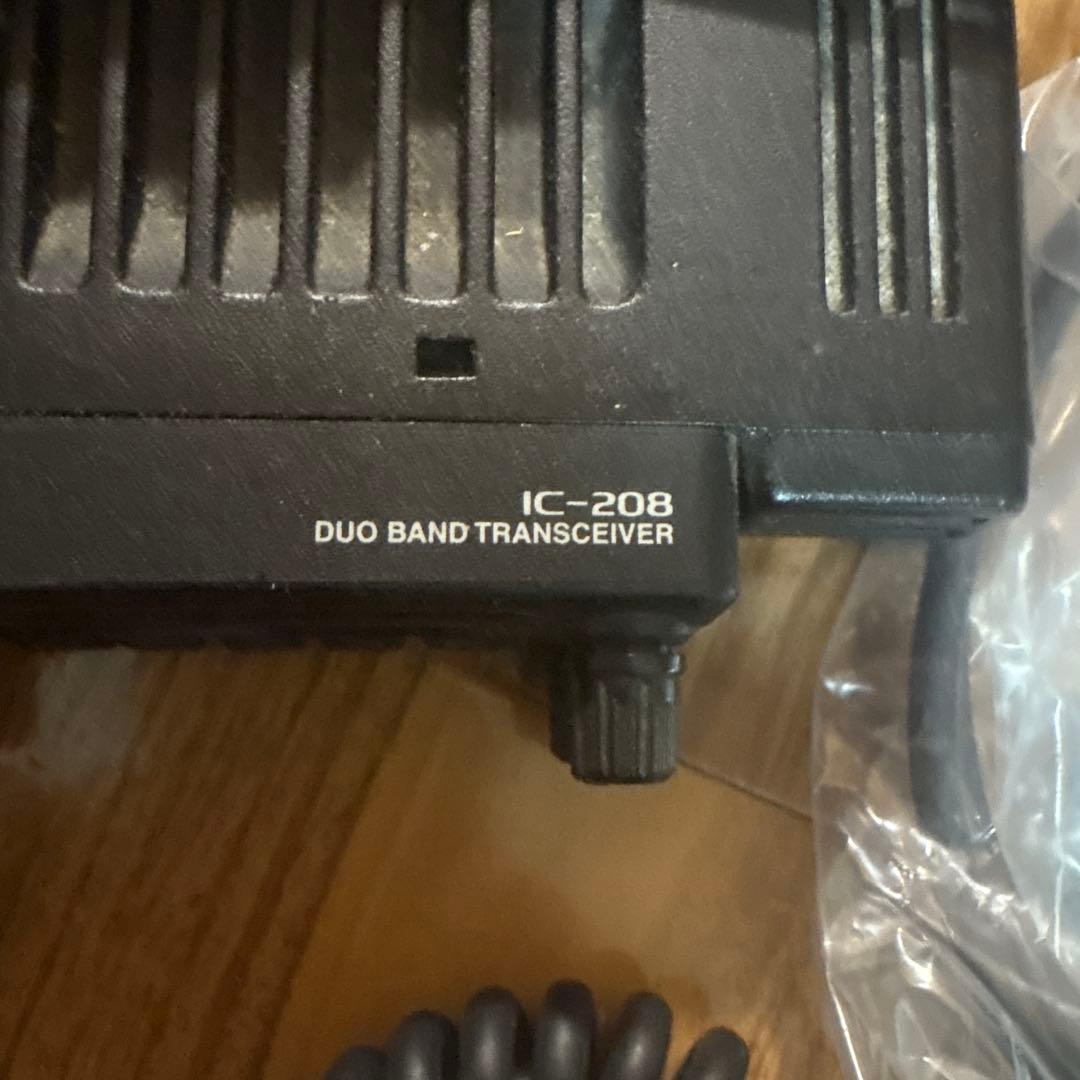 IC-208
DUO BAND TRANSCEIVER